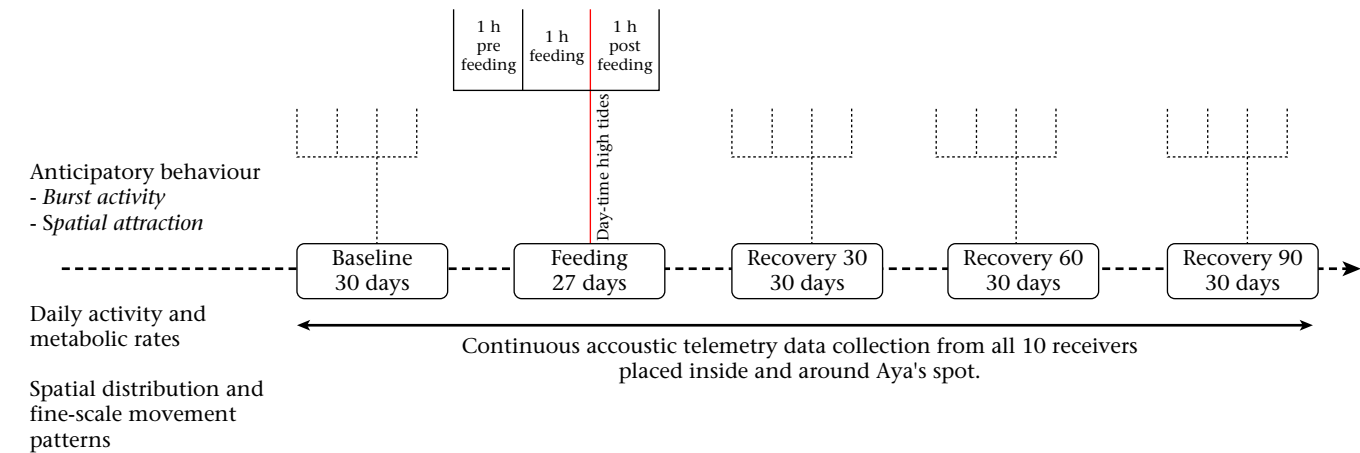 1 h
pre
feeding
1 h
feeding
1 h
post
feeding
Day-time high tides
Anticipatory behaviour
- Burst activity
- Spatial attraction
Baseline
30 days
Feeding
27 days
Recovery 30
30 days
Recovery 60
30 days
Recovery 90
30 days
Daily activity and
metabolic rates
Continuous accoustic telemetry data collection from all 10 receivers
placed inside and around Aya's spot.
Spatial distribution and
fine-scale movement
patterns